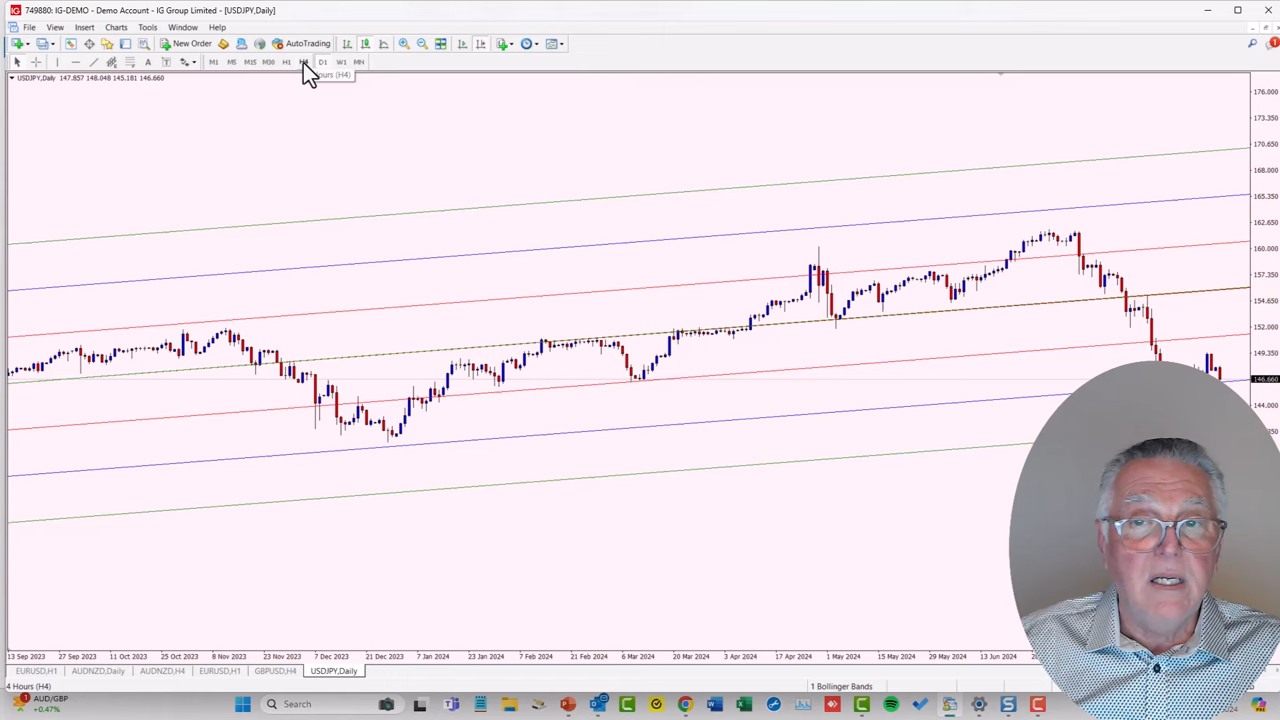 749880: IG-DEMO - Demo Account - IG Group Limited - [USDJPY,Daily]
File View Insert Charts Tools Window Help
New Order AutoTrading
M1 M5 M15 M30 H1 H4 D1 W1 MN
USDJPY,Daily 147.857 148.048 145.181 146.660
ours (H4)
176.000
173.350
170.650
168.000
165.350
162.650
160.000
157.350
154.650
152.000
149.350
146.660
144.000
13 Sep 2023 27 Sep 2023 11 Oct 2023 25 Oct 2023 8 Nov 2023 23 Nov 2023 7 Dec 2023 21 Dec 2023 7 Jan 2024 23 Jan 2024 7 Feb 2024 21 Feb 2024 6 Mar 2024 20 Mar 2024 3 Apr 2024 17 Apr 2024 1 May 2024 15 May 2024 29 May 2024 13 Jun 2024
EURUSD,H1 AUDNZD,Daily AUDNZD,H4 EURUSD,H1 GBPUSD,H4 USDJPY,Daily
4 Hours (H4) 1 Bollinger Bands
AUD/GBP
+0.47%
Search